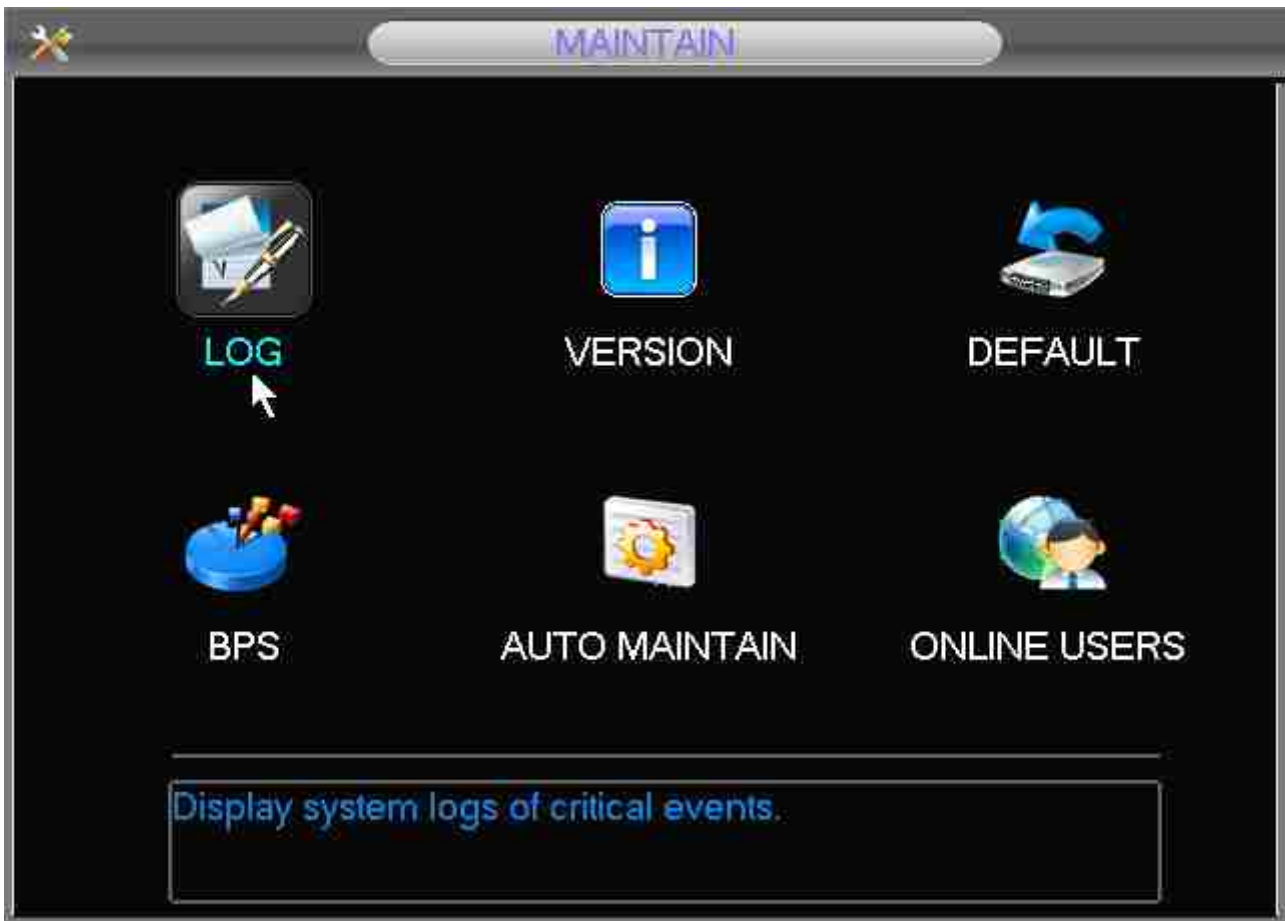 MAINTAIN
LOG
VERSION
DEFAULT
BPS
AUTO MAINTAIN
ONLINE USERS
Display system logs of critical events.